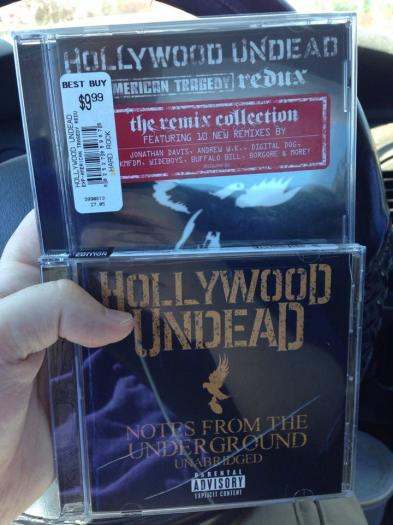 HOLLYWOOD UNDEAD
AMERICAN TRAGEDY redux
BEST BUY
$9.99
HOLLYWOOD UNDEAD
HARD ROCK
the remix collection
FEATURING 10 NEW REMIXES BY
JONATHAN DAVIS, ANDREW W.K., DIGITAL DOG,
KMFDM, WIDEBOYS, BUFFALO BILL, BORGORE & MORE!
EDITION
HOLLYWOOD
UNDEAD
NOTES FROM THE
UNDERGROUND
UNABRIDGED
PARENTAL
ADVISORY
EXPLICIT CONTENT